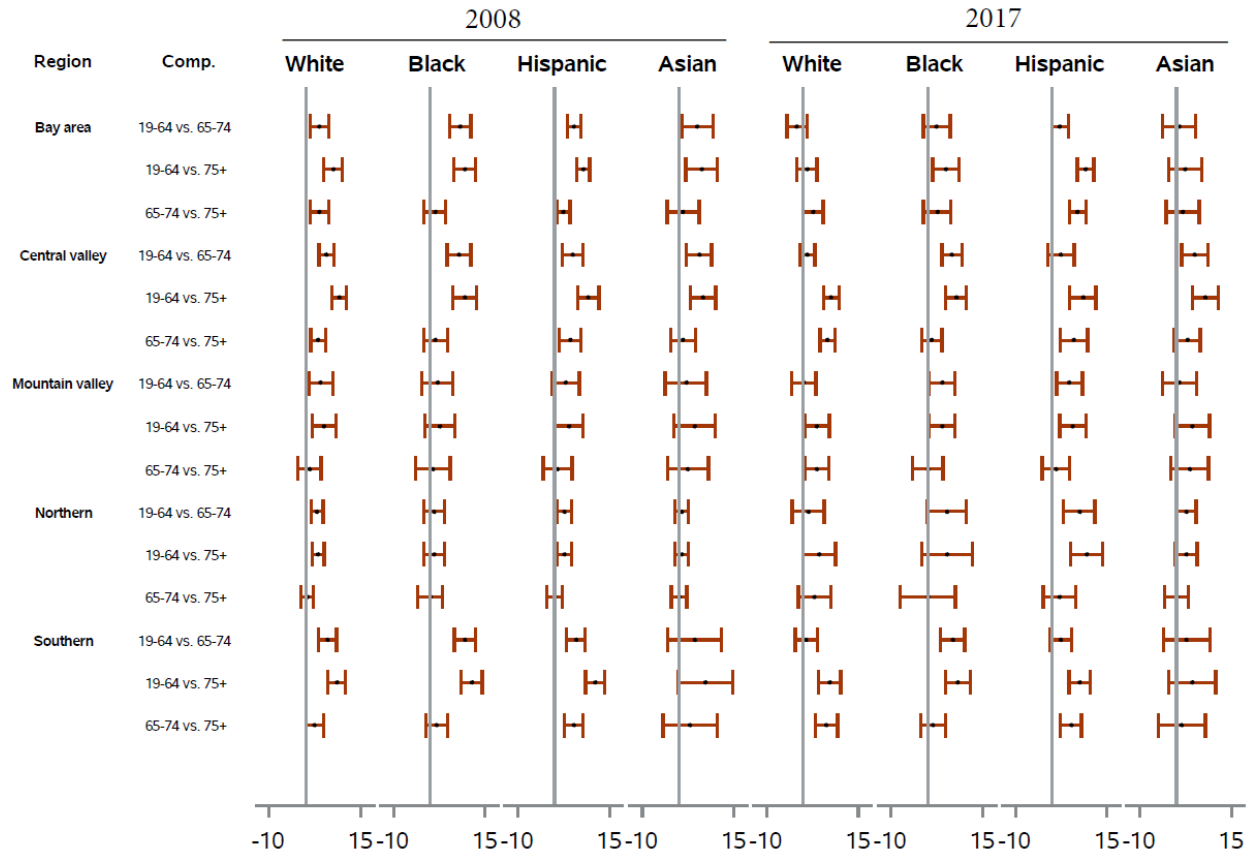 2008 2017
Region Comp. White Black Hispanic Asian White Black Hispanic Asian
Bay area 19-64 vs. 65-74
19-64 vs. 75+
65-74 vs. 75+
Central valley 19-64 vs. 65-74
19-64 vs. 75+
65-74 vs. 75+
Mountain valley 19-64 vs. 65-74
19-64 vs. 75+
65-74 vs. 75+
Northern 19-64 vs. 65-74
19-64 vs. 75+
65-74 vs. 75+
Southern 19-64 vs. 65-74
19-64 vs. 75+
65-74 vs. 75+
-10 15 -10 15 -10 15 -10 15 -10 15 -10 15 -10 15 -10 15